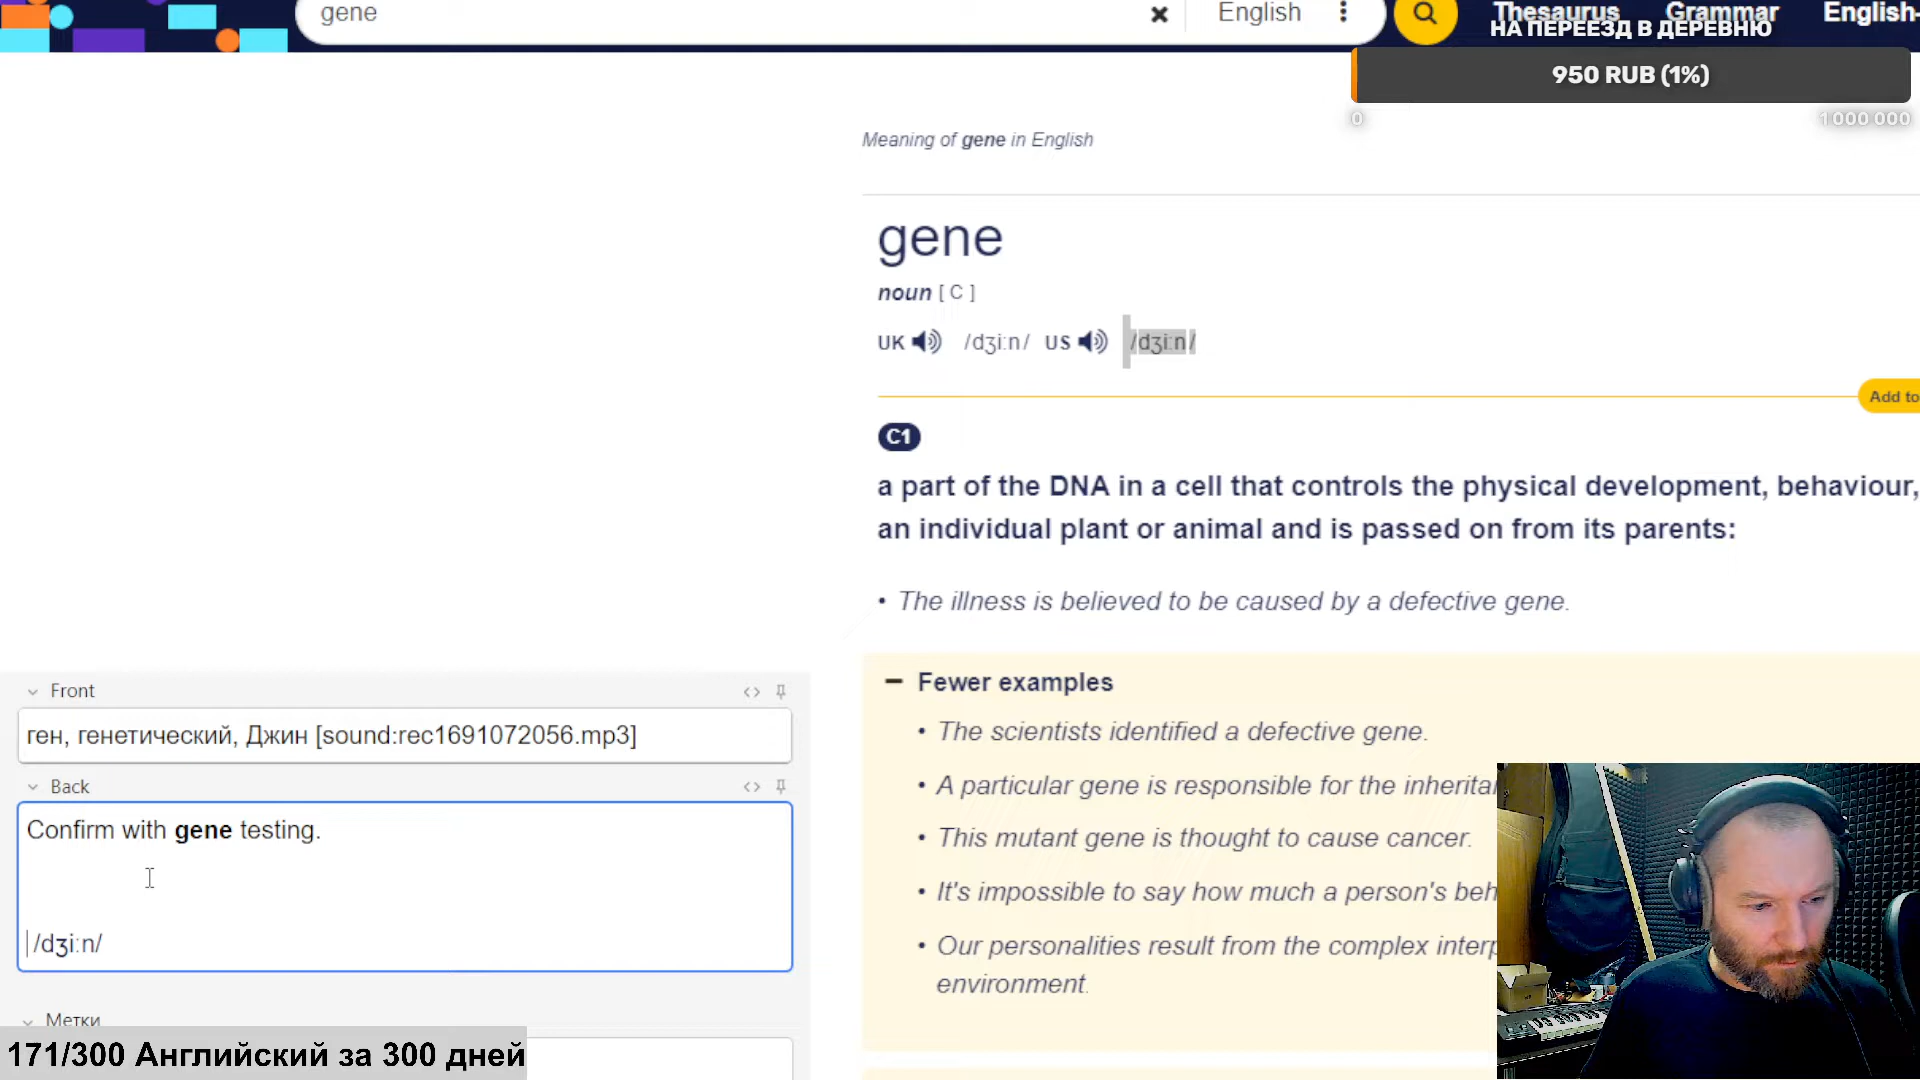 gene
English
Thesaurus
Grammar
English-
НА ПЕРЕЕЗД В ДЕРЕВНЮ
950 RUB (1%)
0
1 000 000
Meaning of gene in English
gene
noun [ C ]
UK /dʒiːn/ US /dʒiːn/
Add to
C1
a part of the DNA in a cell that controls the physical development, behaviour,
an individual plant or animal and is passed on from its parents:
• The illness is believed to be caused by a defective gene.
Fewer examples
• The scientists identified a defective gene.
• A particular gene is responsible for the inherita
• This mutant gene is thought to cause cancer.
• It's impossible to say how much a person's beh
• Our personalities result from the complex interp
environment.
Front
ген, генетический, Джин [sound:rec1691072056.mp3]
Back
Confirm with gene testing.
/dʒiːn/
Метки
171/300 Английский за 300 дней